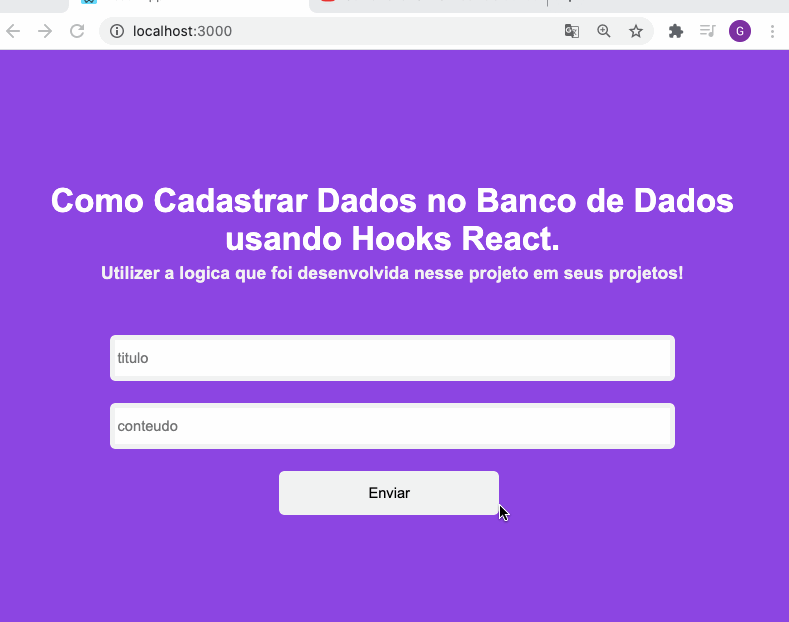 localhost:3000
G
Como Cadastrar Dados no Banco de Dados
usando Hooks React.
Utilizer a logica que foi desenvolvida nesse projeto em seus projetos!
titulo
conteudo
Enviar